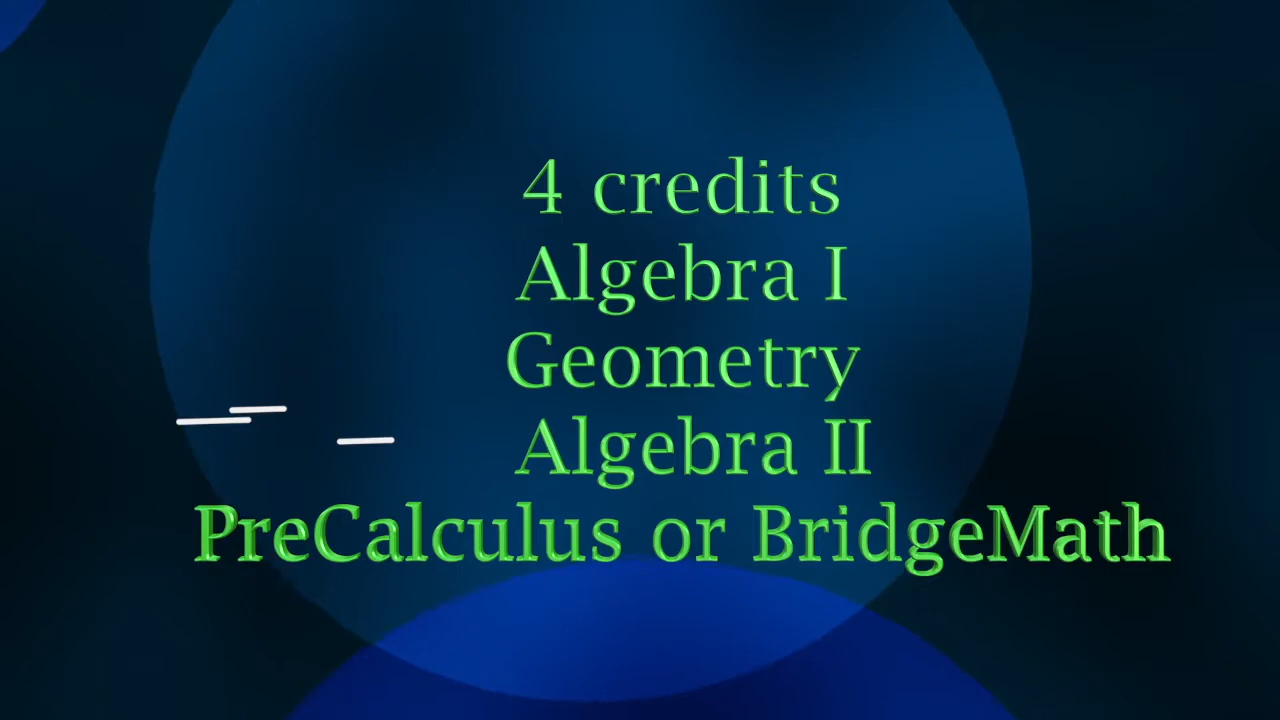 4 credits
Algebra I
Geometry
Algebra II
PreCalculus or BridgeMath